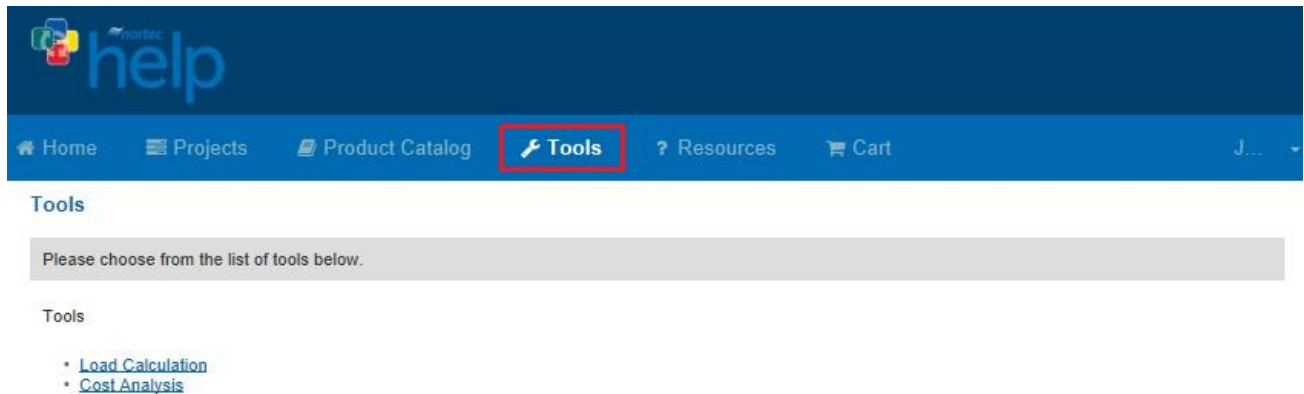 nortec
help
Home Projects Product Catalog Tools ? Resources Cart J...
Tools
Please choose from the list of tools below.
Tools
• Load Calculation
• Cost Analysis